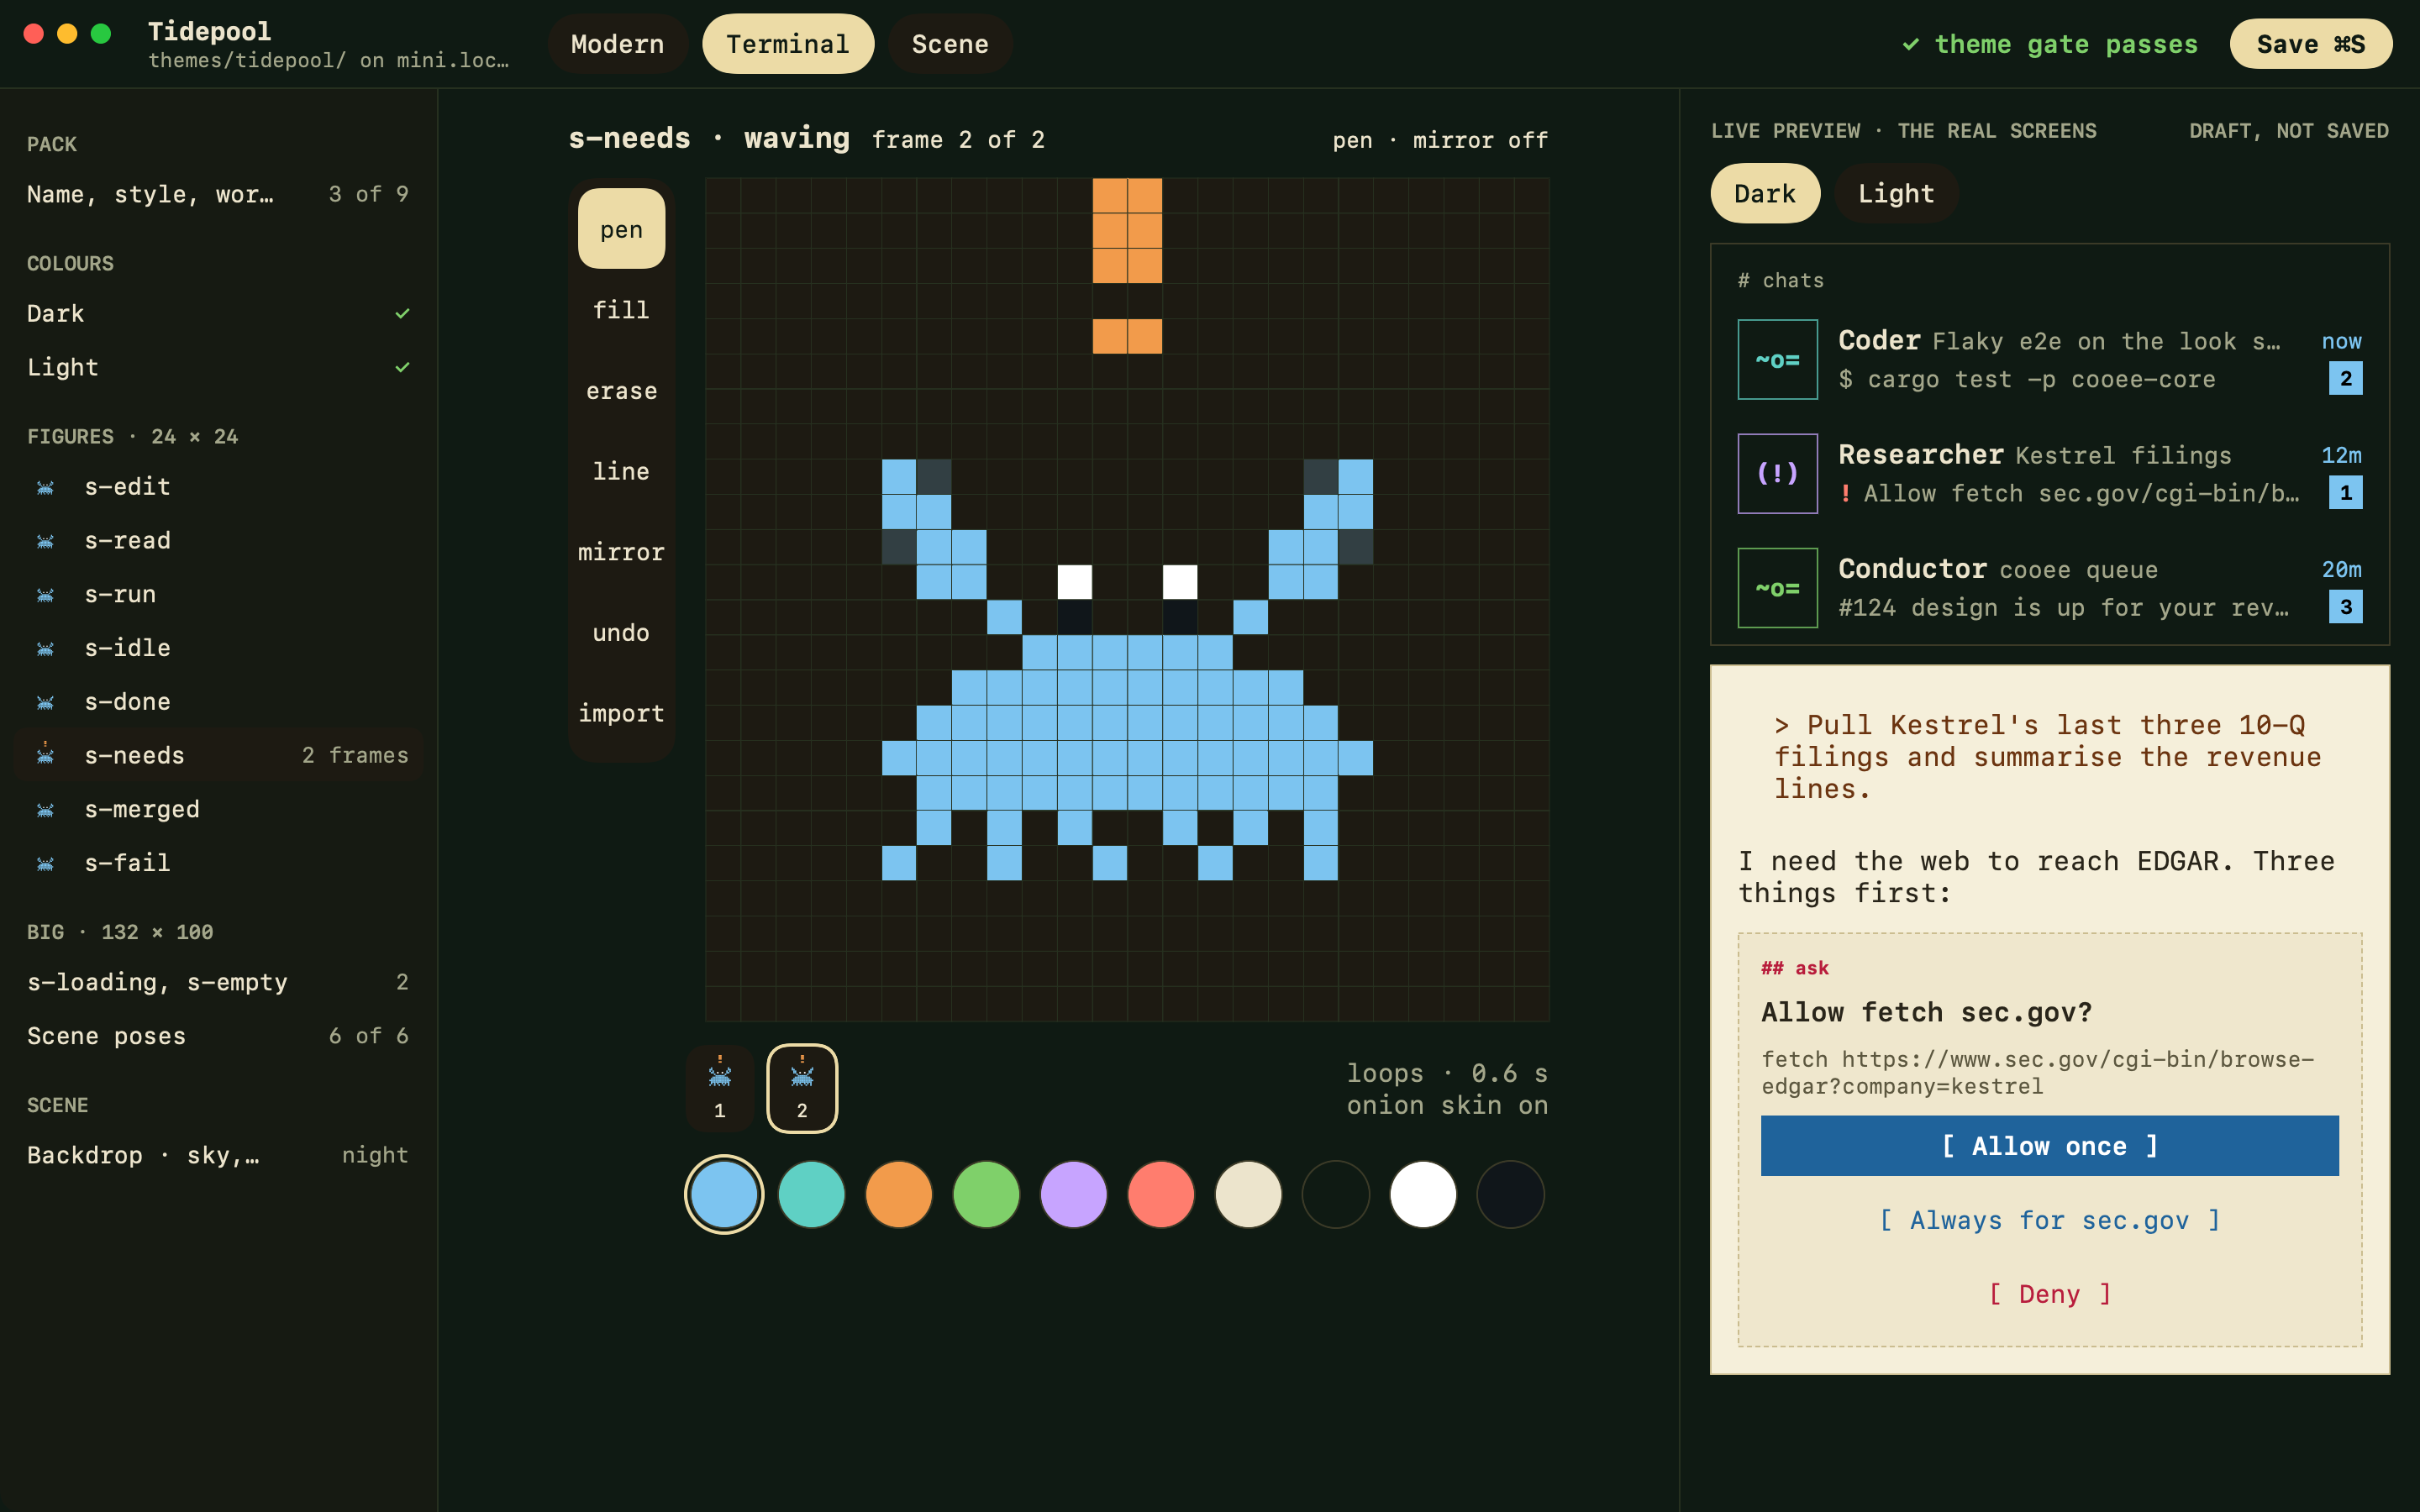 Tidepool
themes/tidepool/ on mini.loc…
Modern
Terminal
Scene
✓ theme gate passes
Save ⌘S
PACK
Name, style, wor… 3 of 9
COLOURS
Dark ✓
Light ✓
FIGURES · 24 × 24
s-edit
s-read
s-run
s-idle
s-done
s-needs 2 frames
s-merged
s-fail
BIG · 132 × 100
s-loading, s-empty 2
Scene poses 6 of 6
SCENE
Backdrop · sky,… night
s-needs · waving frame 2 of 2
pen · mirror off
pen
fill
erase
line
mirror
undo
import
1
2
loops · 0.6 s
onion skin on
LIVE PREVIEW · THE REAL SCREENS
DRAFT, NOT SAVED
Dark
Light
# chats
~o=
Coder Flaky e2e on the look s… now
$ cargo test -p cooee-core 2
(!)
Researcher Kestrel filings 12m
! Allow fetch sec.gov/cgi-bin/b… 1
~o=
Conductor cooee queue 20m
#124 design is up for your rev… 3
> Pull Kestrel's last three 10-Q
filings and summarise the revenue
lines.
I need the web to reach EDGAR. Three
things first:
## ask
Allow fetch sec.gov?
fetch https://www.sec.gov/cgi-bin/browse-
edgar?company=kestrel
[ Allow once ]
[ Always for sec.gov ]
[ Deny ]